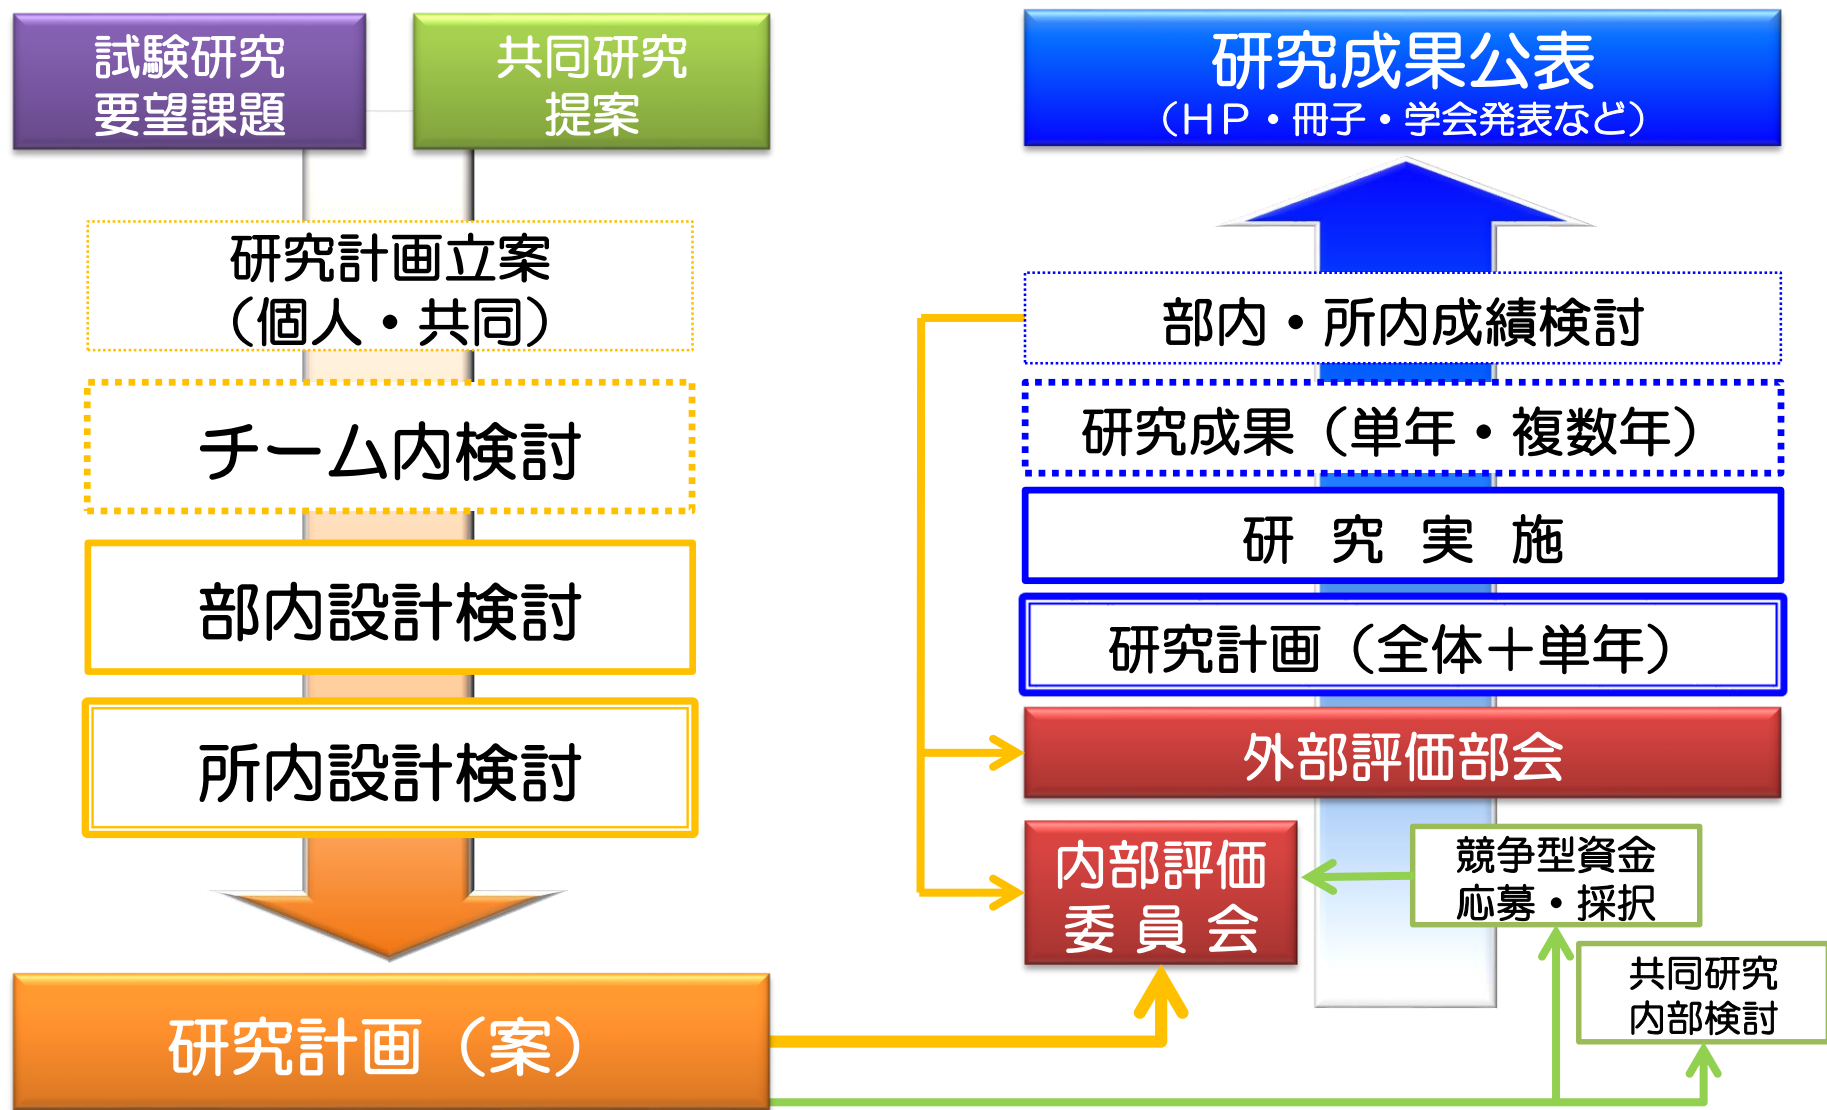 試験研究
要望課題
共同研究
提案
研究計画立案
（個人・共同）
チーム内検討
部内設計検討
所内設計検討
研究計画（案）
研究成果公表
（ＨＰ・冊子・学会発表など）
部内・所内成績検討
研究成果（単年・複数年）
研究実施
研究計画（全体＋単年）
外部評価部会
内部評価
委員会
競争型資金
応募・採択
共同研究
内部検討